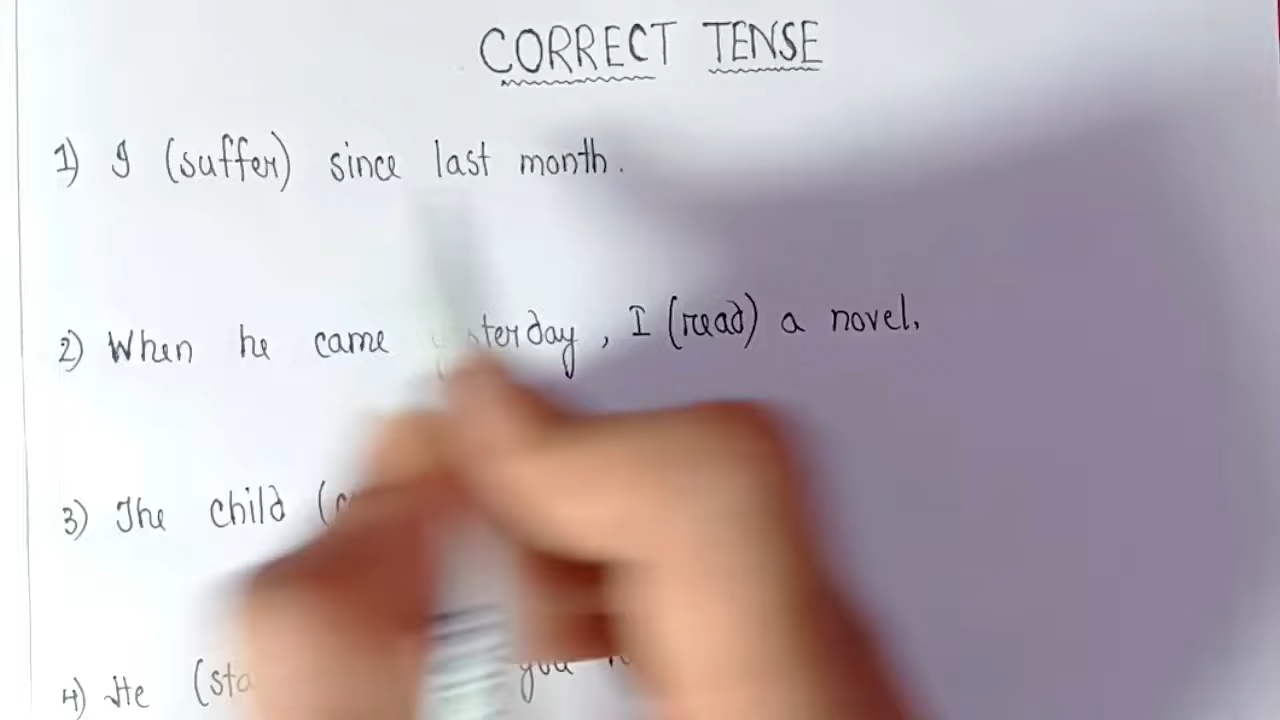 CORRECT TENSE
1) I (suffer) since last month.
2) When he came yesterday, I (read) a novel.
3) The child
4) He you